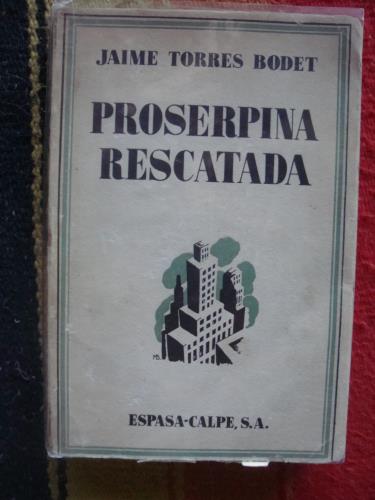 JAIME TORRES BODET
PROSERPINA
RESCATADA
ESPASA-CALPE, S.A.